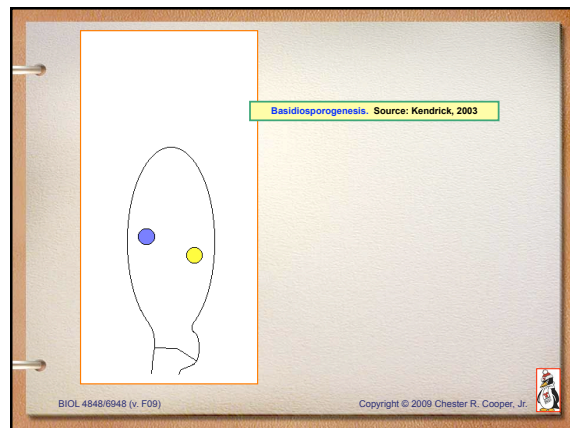 Basidiosporogenesis. Source: Kendrick, 2003
BIOL 4848/6948 (v. F09)
Copyright © 2009 Chester R. Cooper, Jr.